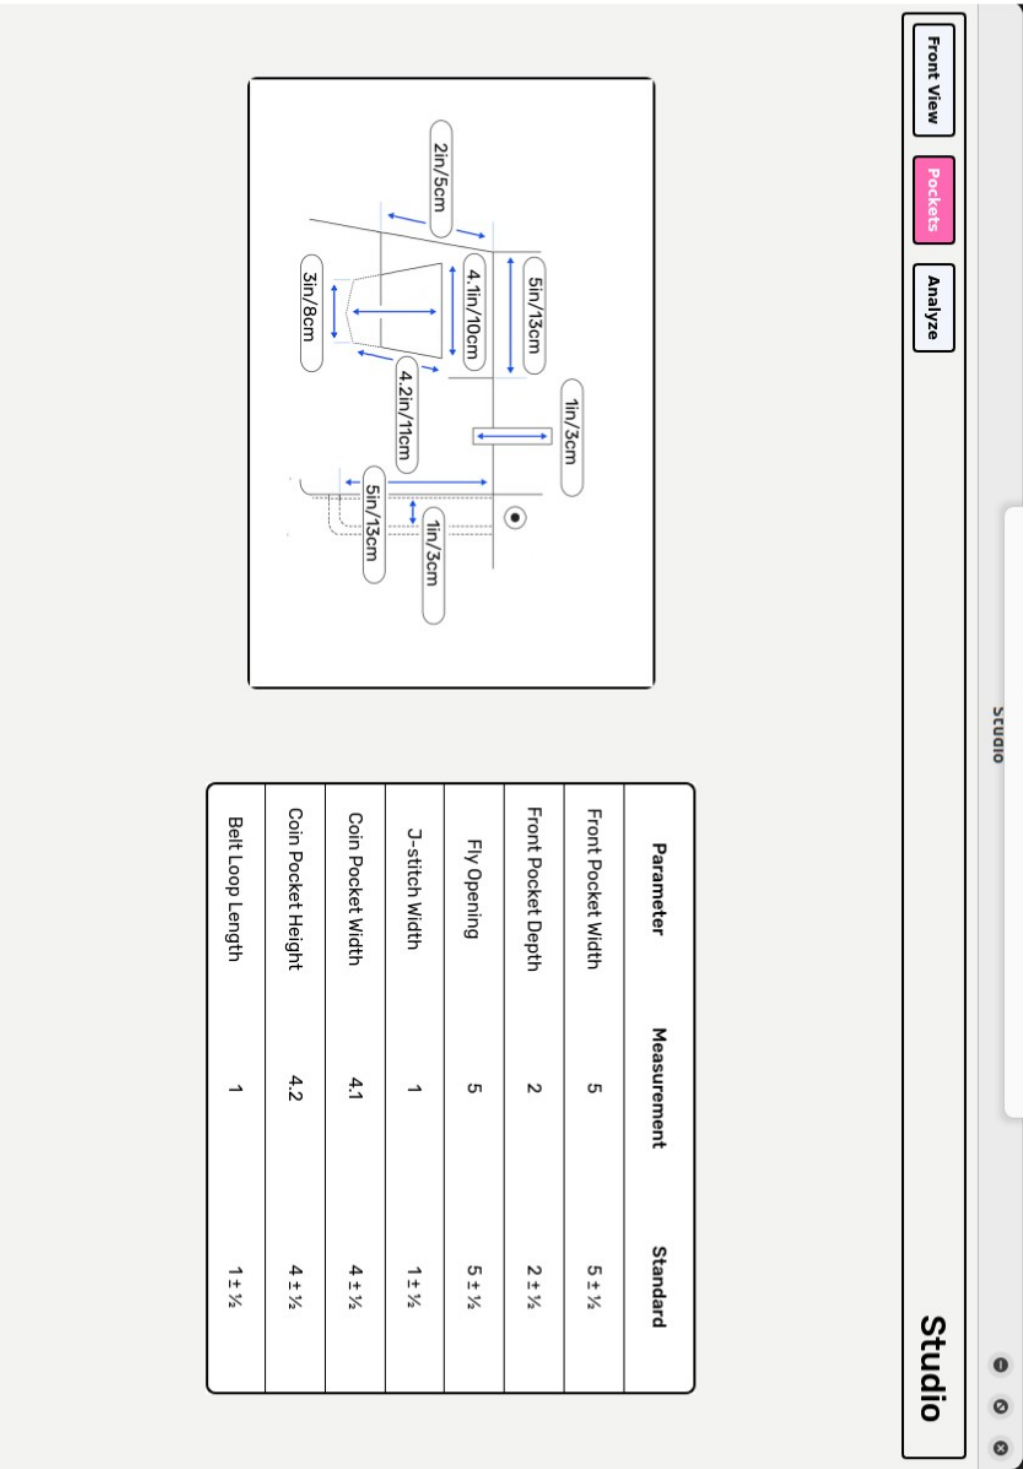 Studio
Front View
Pockets
Analyze
Studio
1in/3cm
5in/13cm
4.1in/10cm
2in/5cm
1in/3cm
4.2in/11cm
5in/13cm
3in/8cm
Parameter Measurement Standard
Front Pocket Width 5 5 ± ½
Front Pocket Depth 2 2 ± ½
Fly Opening 5 5 ± ½
J-stitch Width 1 1 ± ½
Coin Pocket Width 4.1 4 ± ½
Coin Pocket Height 4.2 4 ± ½
Belt Loop Length 1 1 ± ½